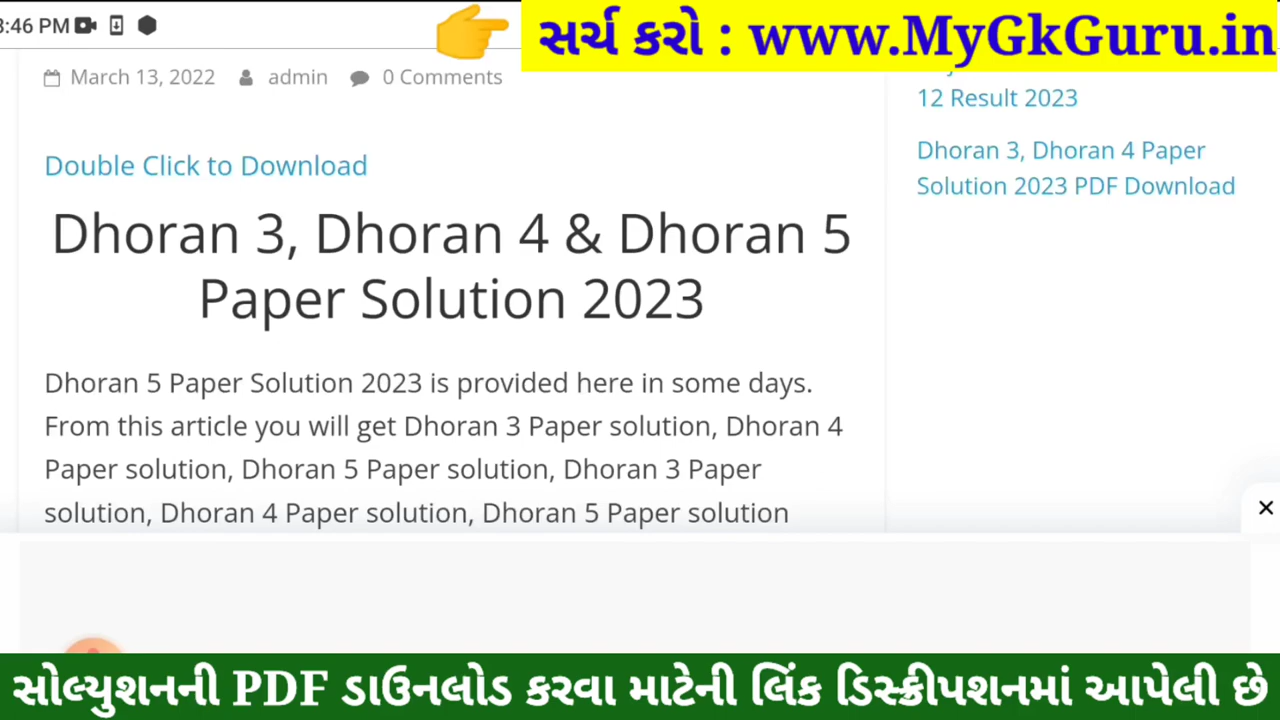 3:46 PM
સર્ચ કરો : www.MyGkGuru.in
March 13, 2022 admin 0 Comments
12 Result 2023
Double Click to Download
Dhoran 3, Dhoran 4 Paper
Solution 2023 PDF Download
Dhoran 3, Dhoran 4 & Dhoran 5
Paper Solution 2023
Dhoran 5 Paper Solution 2023 is provided here in some days.
From this article you will get Dhoran 3 Paper solution, Dhoran 4
Paper solution, Dhoran 5 Paper solution, Dhoran 3 Paper
solution, Dhoran 4 Paper solution, Dhoran 5 Paper solution
સોલ્યુશનની PDF ડાઉનલોડ કરવા માટેની લિંક ડિસ્ક્રીપશનમાં આપેલી છે